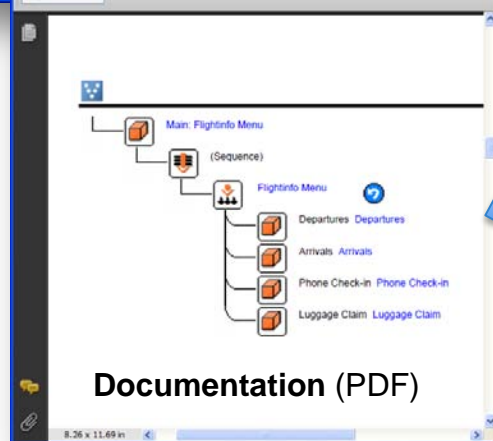 Main: Flightinfo Menu
(Sequence)
Flightinfo Menu
Departures Departures
Arrivals Arrivals
Phone Check-in Phone Check-in
Luggage Claim Luggage Claim
Documentation (PDF)
8.26 x 11.69 in